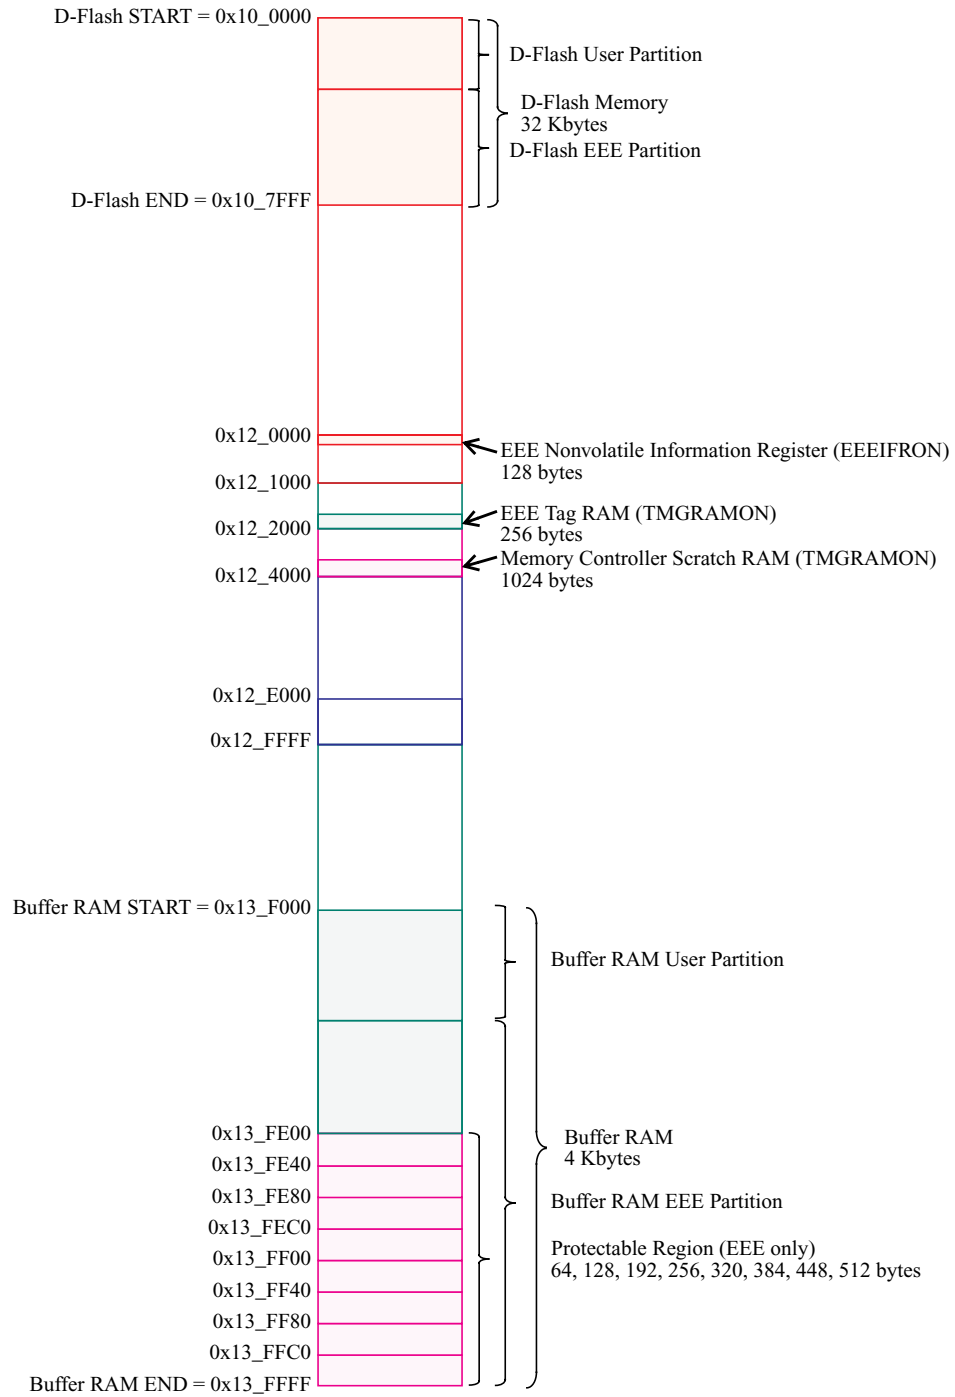 D-Flash START = 0x10_0000
D-Flash User Partition
D-Flash Memory
32 Kbytes
D-Flash EEE Partition
D-Flash END = 0x10_7FFF
0x12_0000
EEE Nonvolatile Information Register (EEEIFRON)
128 bytes
0x12_1000
EEE Tag RAM (TMGRAMON)
256 bytes
0x12_2000
Memory Controller Scratch RAM (TMGRAMON)
1024 bytes
0x12_4000
0x12_E000
0x12_FFFF
Buffer RAM START = 0x13_F000
Buffer RAM User Partition
0x13_FE00
Buffer RAM
4 Kbytes
0x13_FE40
0x13_FE80
Buffer RAM EEE Partition
0x13_FEC0
Protectable Region (EEE only)
64, 128, 192, 256, 320, 384, 448, 512 bytes
0x13_FF00
0x13_FF40
0x13_FF80
0x13_FFC0
Buffer RAM END = 0x13_FFFF